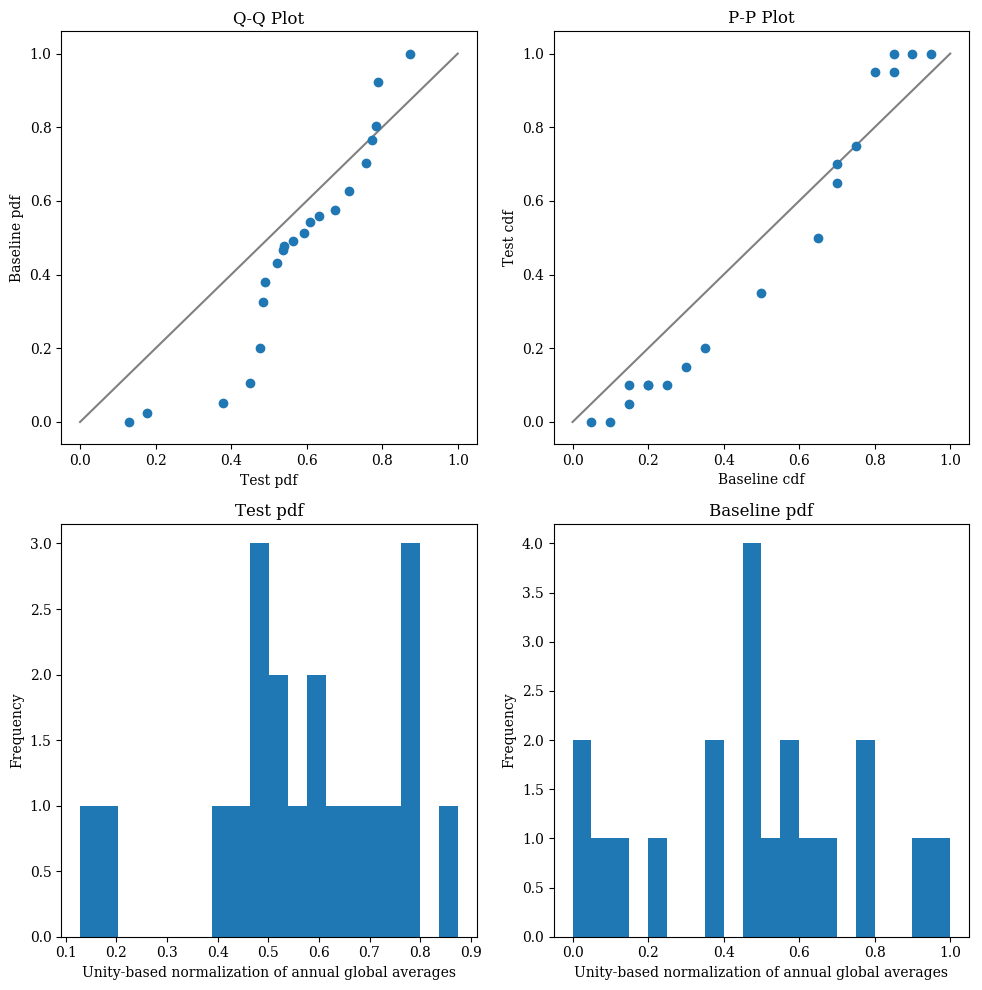 Q-Q Plot
1.0
0.8
0.6
0.4
0.2
0.0
Baseline pdf
0.0 0.2 0.4 0.6 0.8 1.0
Test pdf
P-P Plot
1.0
0.8
0.6
0.4
0.2
0.0
Test cdf
0.0 0.2 0.4 0.6 0.8 1.0
Baseline cdf
Test pdf
3.0
2.5
2.0
1.5
1.0
0.5
0.0
Frequency
0.1 0.2 0.3 0.4 0.5 0.6 0.7 0.8 0.9
Unity-based normalization of annual global averages
Baseline pdf
4.0
3.5
3.0
2.5
2.0
1.5
1.0
0.5
0.0
Frequency
0.0 0.2 0.4 0.6 0.8 1.0
Unity-based normalization of annual global averages